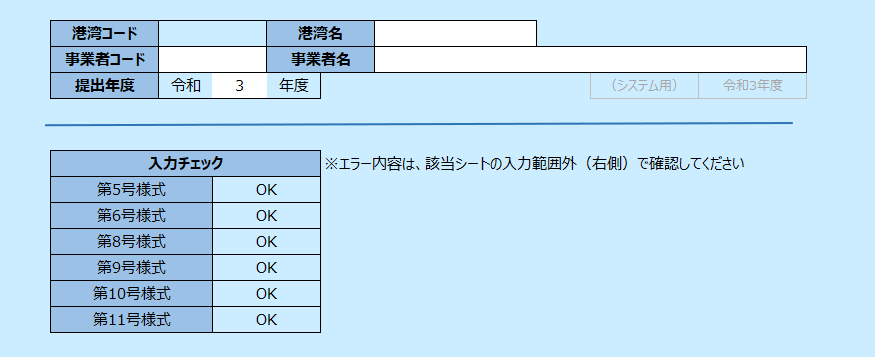 港湾コード 港湾名
事業者コード 事業者名
提出年度 令和 3 年度 （システム用） 令和3年度
入力チェック ※エラー内容は、該当シートの入力範囲外（右側）で確認してください
第5号様式 OK
第6号様式 OK
第8号様式 OK
第9号様式 OK
第10号様式 OK
第11号様式 OK